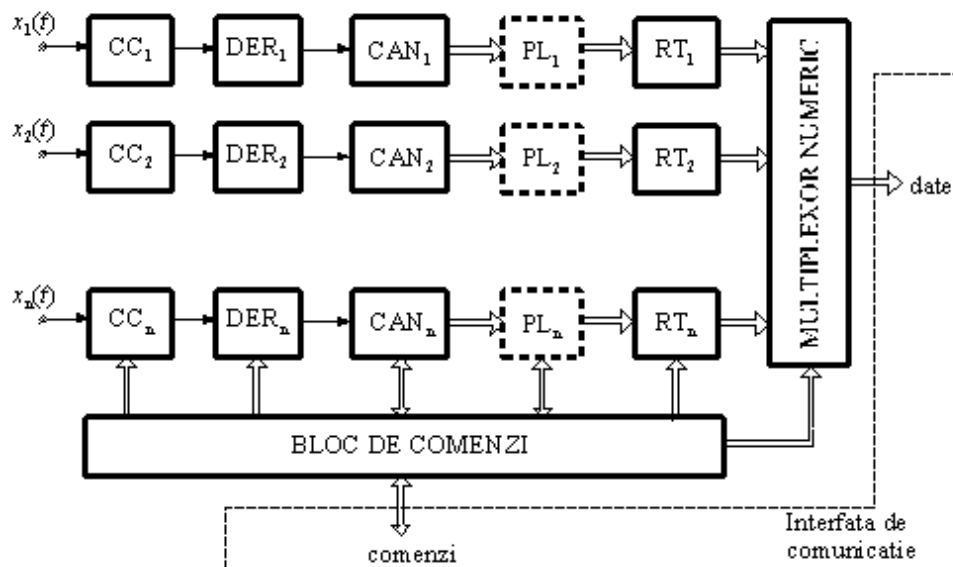 x₁(t)
CC₁ DER₁ CAN₁ PL₁ RT₁
x₂(t)
CC₂ DER₂ CAN₂ PL₂ RT₂
MULTIPLEXOR NUMERIC
date
xₙ(t)
CCₙ DERₙ CANₙ PLₙ RTₙ
BLOC DE COMENZI
comenzi
Interfata de
comunicatie